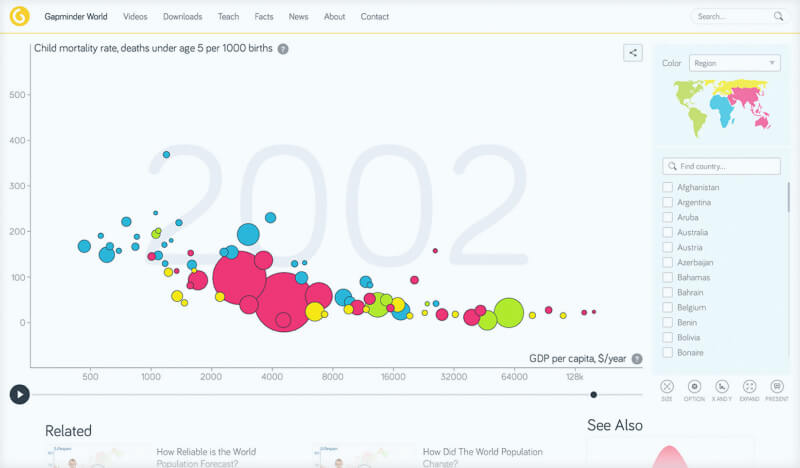 Gapminder World Videos Downloads Teach Facts News About Contact Search...
Child mortality rate, deaths under age 5 per 1000 births ?
Color Region
500
400
300
200
100
0
2002
GDP per capita, $/year ?
500 1000 2000 4000 8000 16000 32000 64000 128k
Find country...
Afghanistan
Argentina
Aruba
Australia
Austria
Azerbaijan
Bahamas
Bahrain
Belgium
Benin
Bolivia
Bonaire
SIZE OPTION X AND Y EXPAND PRESENT
Related
See Also
How Reliable is the World
Population Forecast?
How Did The World Population
Change?